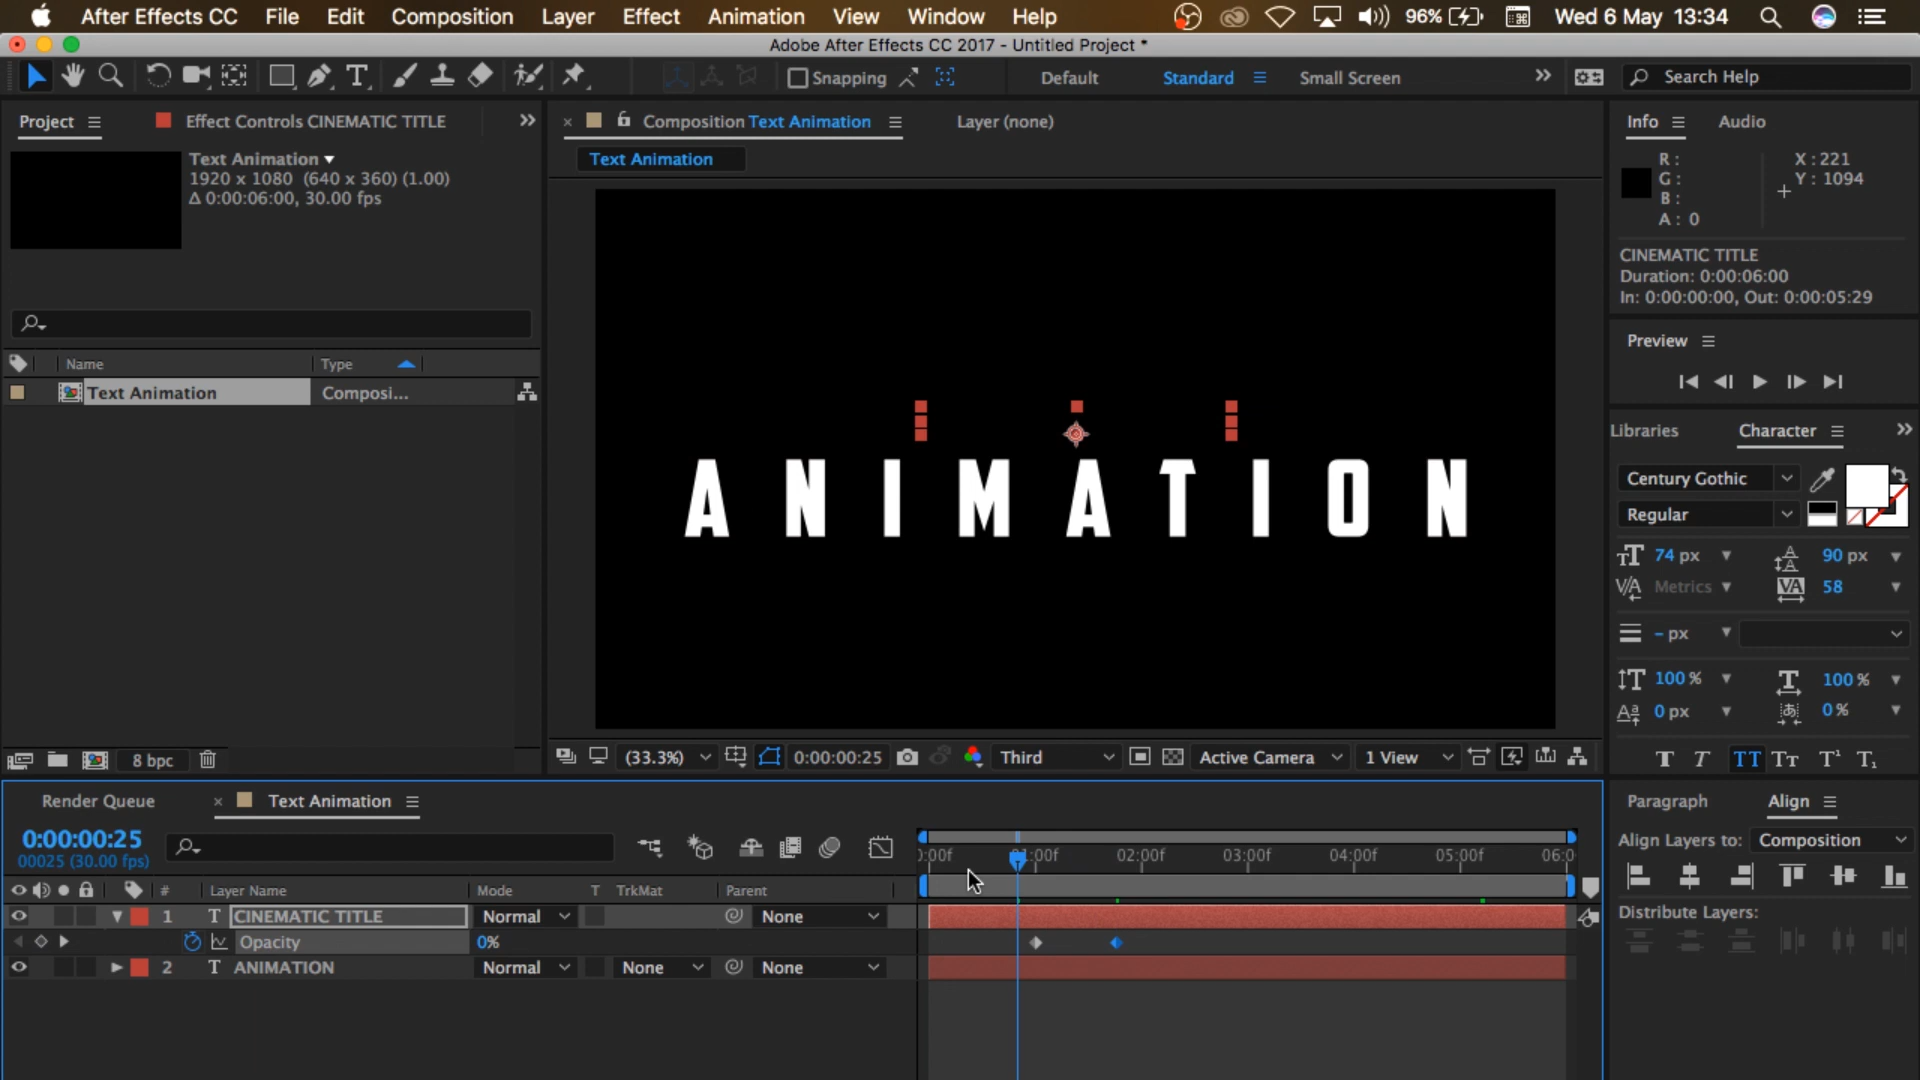 After Effects CC File Edit Composition Layer Effect Animation View Window Help 96% Wed 6 May 13:34
Adobe After Effects CC 2017 - Untitled Project *
Snapping Default Standard Small Screen Search Help
Project Effect Controls CINEMATIC TITLE
Text Animation
1920 x 1080 (640 x 360) (1.00)
Δ 0:00:06:00, 30.00 fps
Name Type
Text Animation Composi...
8 bpc
Composition Text Animation Layer (none)
Text Animation
ANIMATION
(33.3%) 0:00:00:25 Third Active Camera 1 View
Info Audio
R: X: 221
G: Y: 1094
B:
A: 0
CINEMATIC TITLE
Duration: 0:00:06:00
In: 0:00:00:00, Out: 0:00:05:29
Preview
Libraries Character
Century Gothic
Regular
74 px 90 px
Metrics 58
- px
100 % 100 %
0 px 0 %
Paragraph Align
Align Layers to: Composition
Distribute Layers:
Render Queue Text Animation
0:00:00:25
00025 (30.00 fps)
:00f 01:00f 02:00f 03:00f 04:00f 05:00f 06:0
# Layer Name Mode T TrkMat Parent
1 T CINEMATIC TITLE Normal None
Opacity 0%
2 T ANIMATION Normal None None